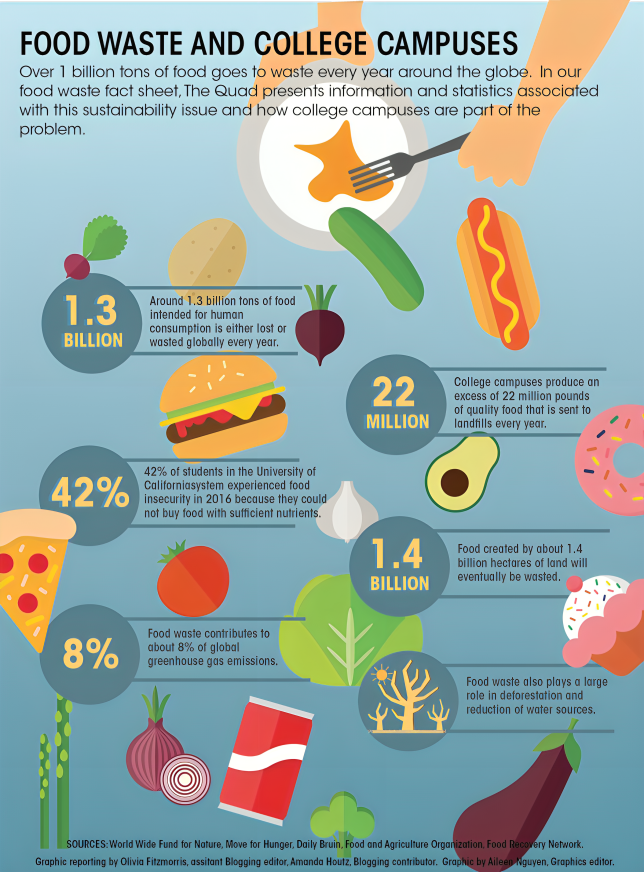 FOOD WASTE AND COLLEGE CAMPUSES
Over 1 billion tons of food goes to waste every year around the globe. In our
food waste fact sheet, The Quad presents information and statistics associated
with this sustainability issue and how college campuses are part of the
problem.
1.3
BILLION
Around 1.3 billion tons of food
intended for human
consumption is either lost or
wasted globally every year.
22
MILLION
College campuses produce an
excess of 22 million pounds
of quality food that is sent to
landfills every year.
42%
42% of students in the University of
Californiasystem experienced food
insecurity in 2016 because they could
not buy food with sufficient nutrients.
1.4
BILLION
Food created by about 1.4
billion hectares of land will
eventually be wasted.
8%
Food waste contributes to
about 8% of global
greenhouse gas emissions.
Food waste also plays a large
role in deforestation and
reduction of water sources.
SOURCES: World Wide Fund for Nature, Move for Hunger, Daily Bruin, Food and Agriculture Organization, Food Recovery Network.
Graphic reporting by Olivia Fitzmorris, assitant Blogging editor, Amanda Houtz, Blogging contributor. Graphic by Aileen Nguyen, Graphics editor.